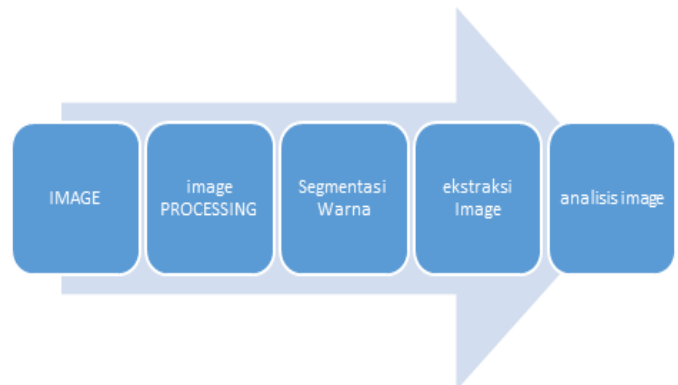 IMAGE
image
PROCESSING
Segmentasi
Warna
ekstraksi
Image
analisis image